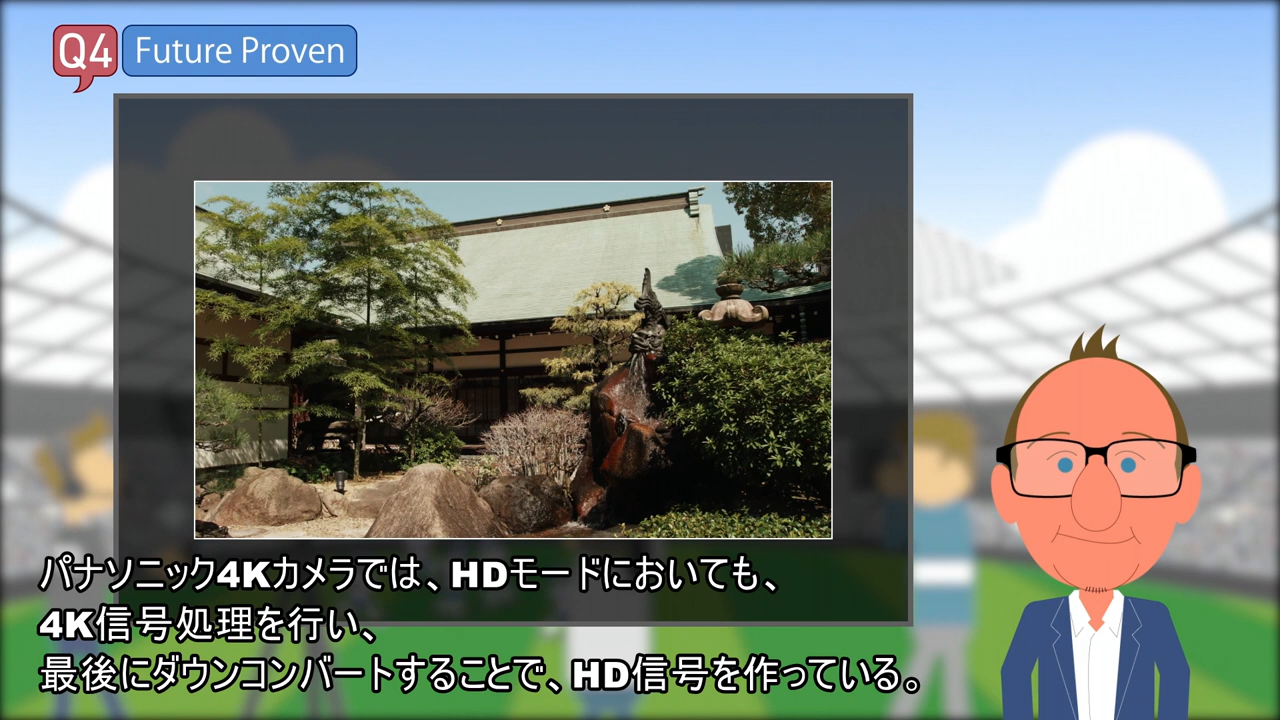 Q4 Future Proven
パナソニック4Kカメラでは、HDモードにおいても、
4K信号処理を行い、
最後にダウンコンバートすることで、HD信号を作っている。